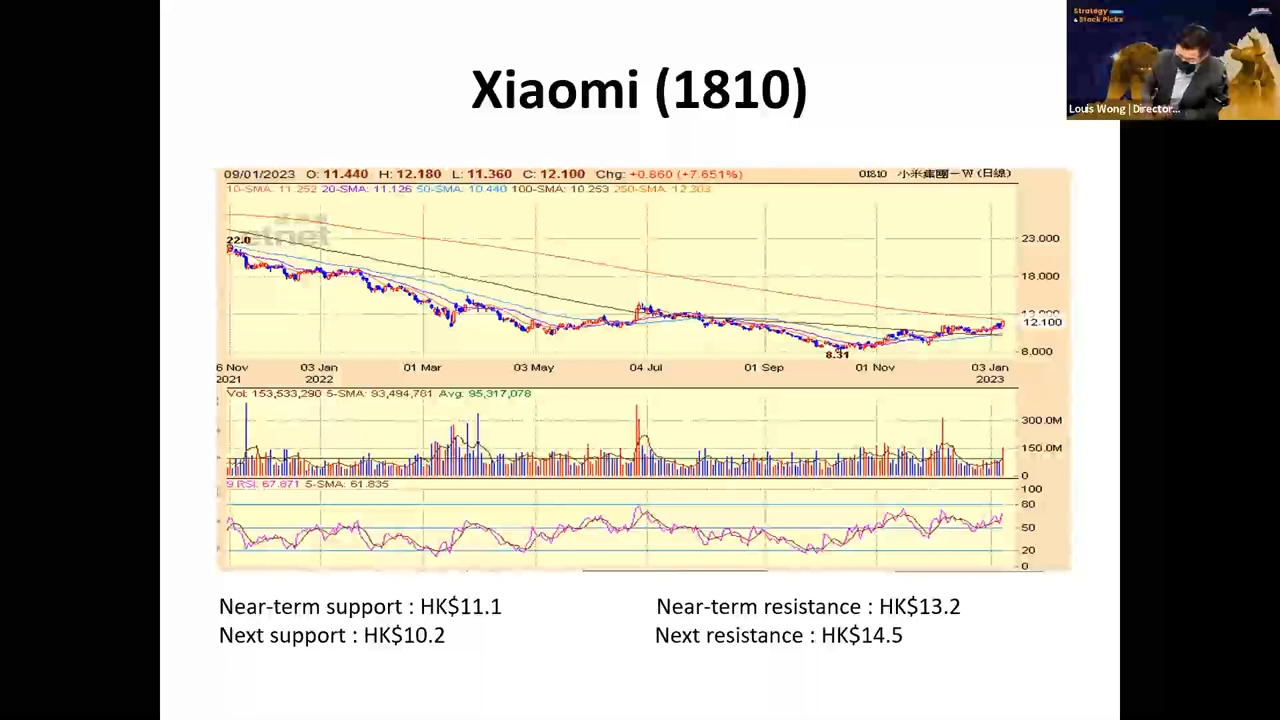 Strategy
& Stock Picks
Louis Wong | Director...
Xiaomi (1810)
09/01/2023 O: 11.440 H: 12.180 L: 11.360 C: 12.100 Chg: +0.860 (+7.651%) 01810 小米集團－W (日線)
10-SMA: 11.252 20-SMA: 11.126 50-SMA: 10.440 100-SMA: 10.253 250-SMA: 12.303
etnet
22.0
23.000
18.000
12.100
8.31
8.000
6 Nov 03 Jan 01 Mar 03 May 04 Jul 01 Sep 01 Nov 03 Jan
2021 2022 2023
Vol: 153,533,290 5-SMA: 93,494,761 Avg: 95,317,078
300.0M
150.0M
0
9 RSI: 67.871 5-SMA: 61.835
100
80
50
20
0
Near-term support : HK$11.1
Next support : HK$10.2
Near-term resistance : HK$13.2
Next resistance : HK$14.5